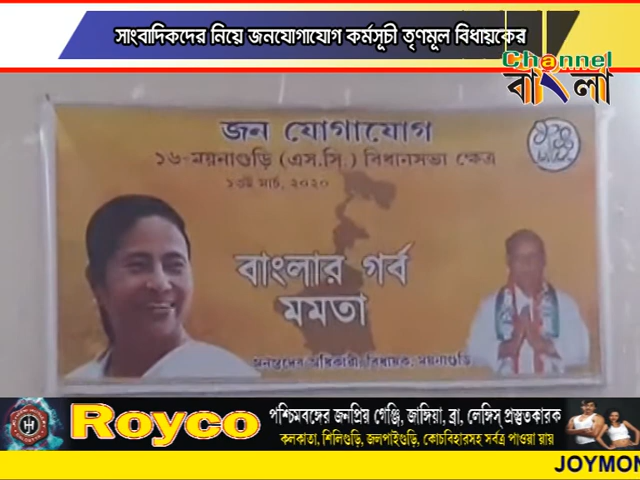 সাংবাদিকদের নিয়ে জনযোগাযোগ কর্মসূচী তৃণমূল বিধায়কের
Channel
বাংলা
জন যোগাযোগ
১৬-ময়নাগুড়ি (এস.সি.) বিধানসভা ক্ষেত্র
১৩ই মার্চ, ২০২০
বাংলার গর্ব
মমতা
অনন্তদেব অধিকারী, বিধায়ক, ময়নাগুড়ি
Royco
পশ্চিমবঙ্গের জনপ্রিয় গেঞ্জি, জাঙ্গিয়া, ব্রা, লেঙ্গিস্ প্রস্তুতকারক
কলকাতা, শিলিগুড়ি, জলপাইগুড়ি, কোচবিহারসহ সর্বত্র পাওয়া যায়
JOYMON